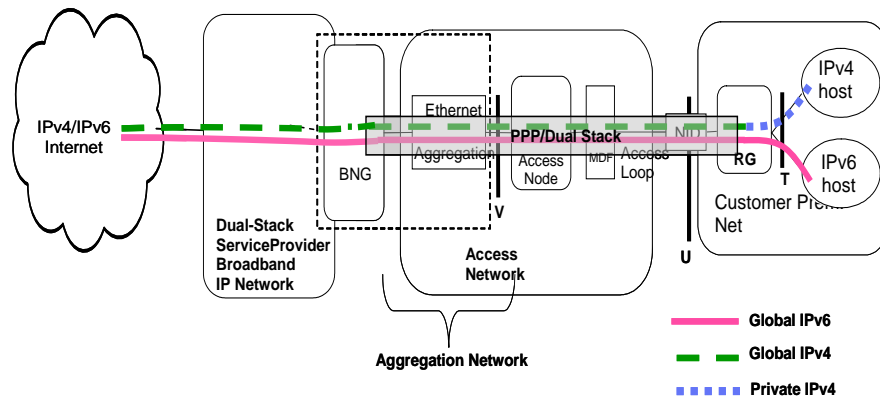 IPv4/IPv6
Internet
BNG
Dual-Stack
ServiceProvider
Broadband
IP Network
Ethernet
Aggregation
PPP/Dual Stack
V
Access
Node
MDF
Access
Loop
NID
Access
Network
U
RG
T
IPv4
host
IPv6
host
Customer Prem.
Net
Aggregation Network
Global IPv6
Global IPv4
Private IPv4